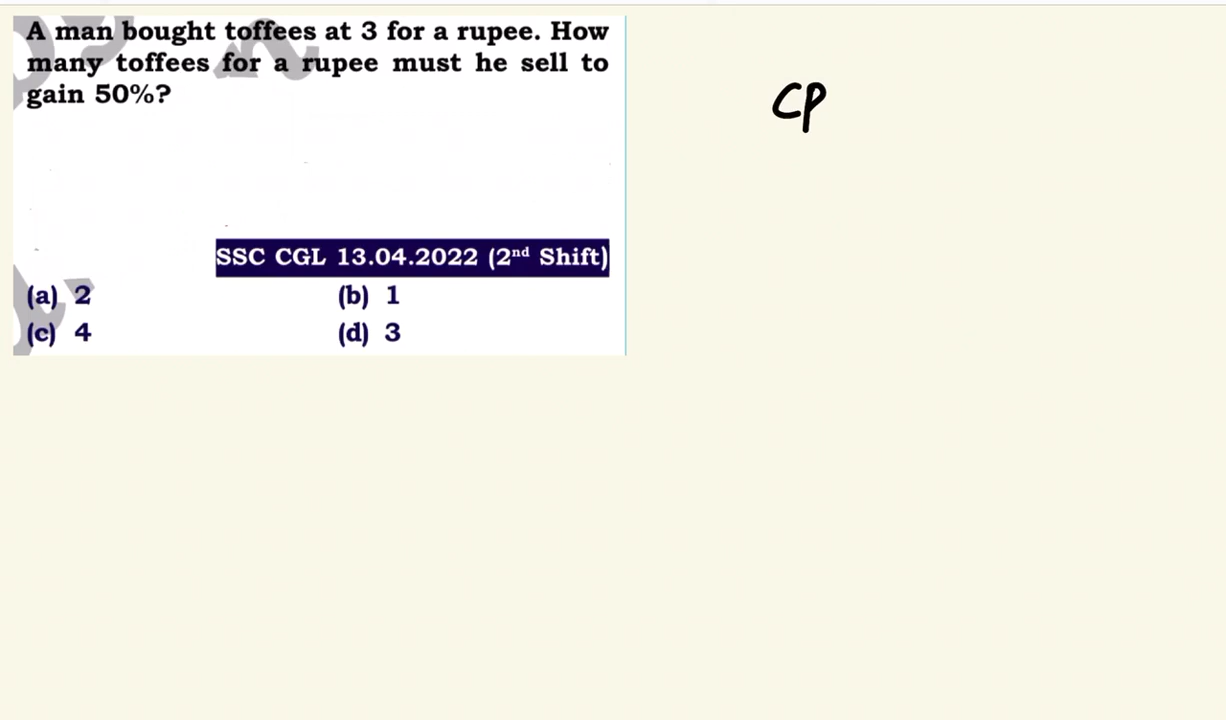 A man bought toffees at 3 for a rupee. How
many toffees for a rupee must he sell to
gain 50%?
CP
SSC CGL 13.04.2022 (2nd Shift)
(a) 2 (b) 1
(c) 4 (d) 3